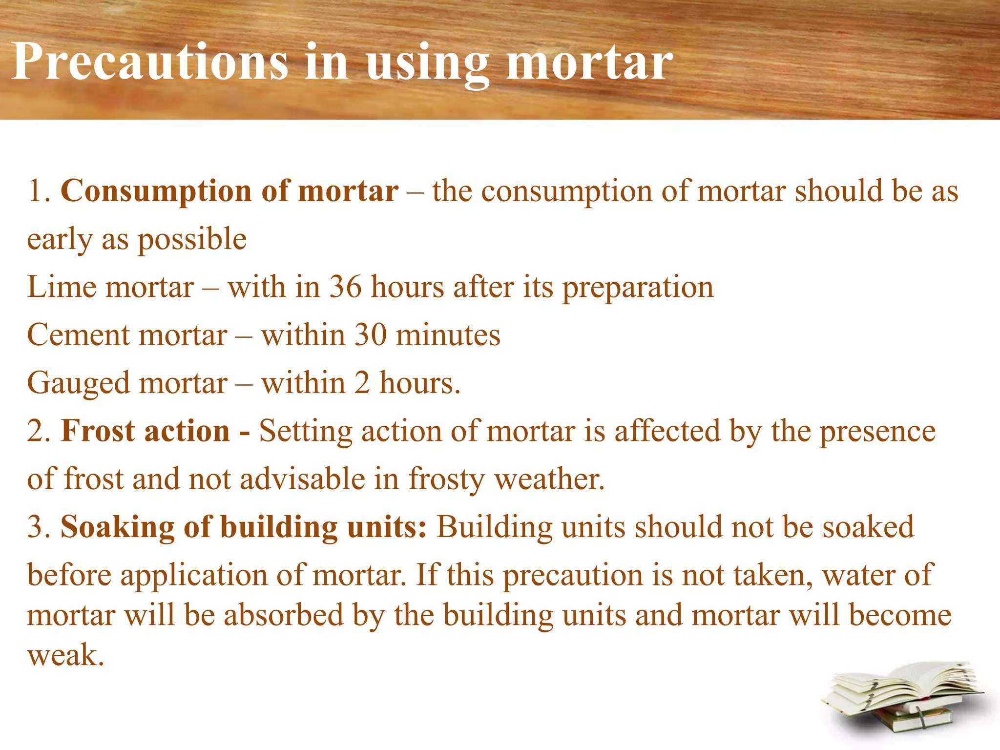 Precautions in using mortar
1. Consumption of mortar – the consumption of mortar should be as
early as possible
Lime mortar – with in 36 hours after its preparation
Cement mortar – within 30 minutes
Gauged mortar – within 2 hours.
2. Frost action - Setting action of mortar is affected by the presence
of frost and not advisable in frosty weather.
3. Soaking of building units: Building units should not be soaked
before application of mortar. If this precaution is not taken, water of
mortar will be absorbed by the building units and mortar will become
weak.